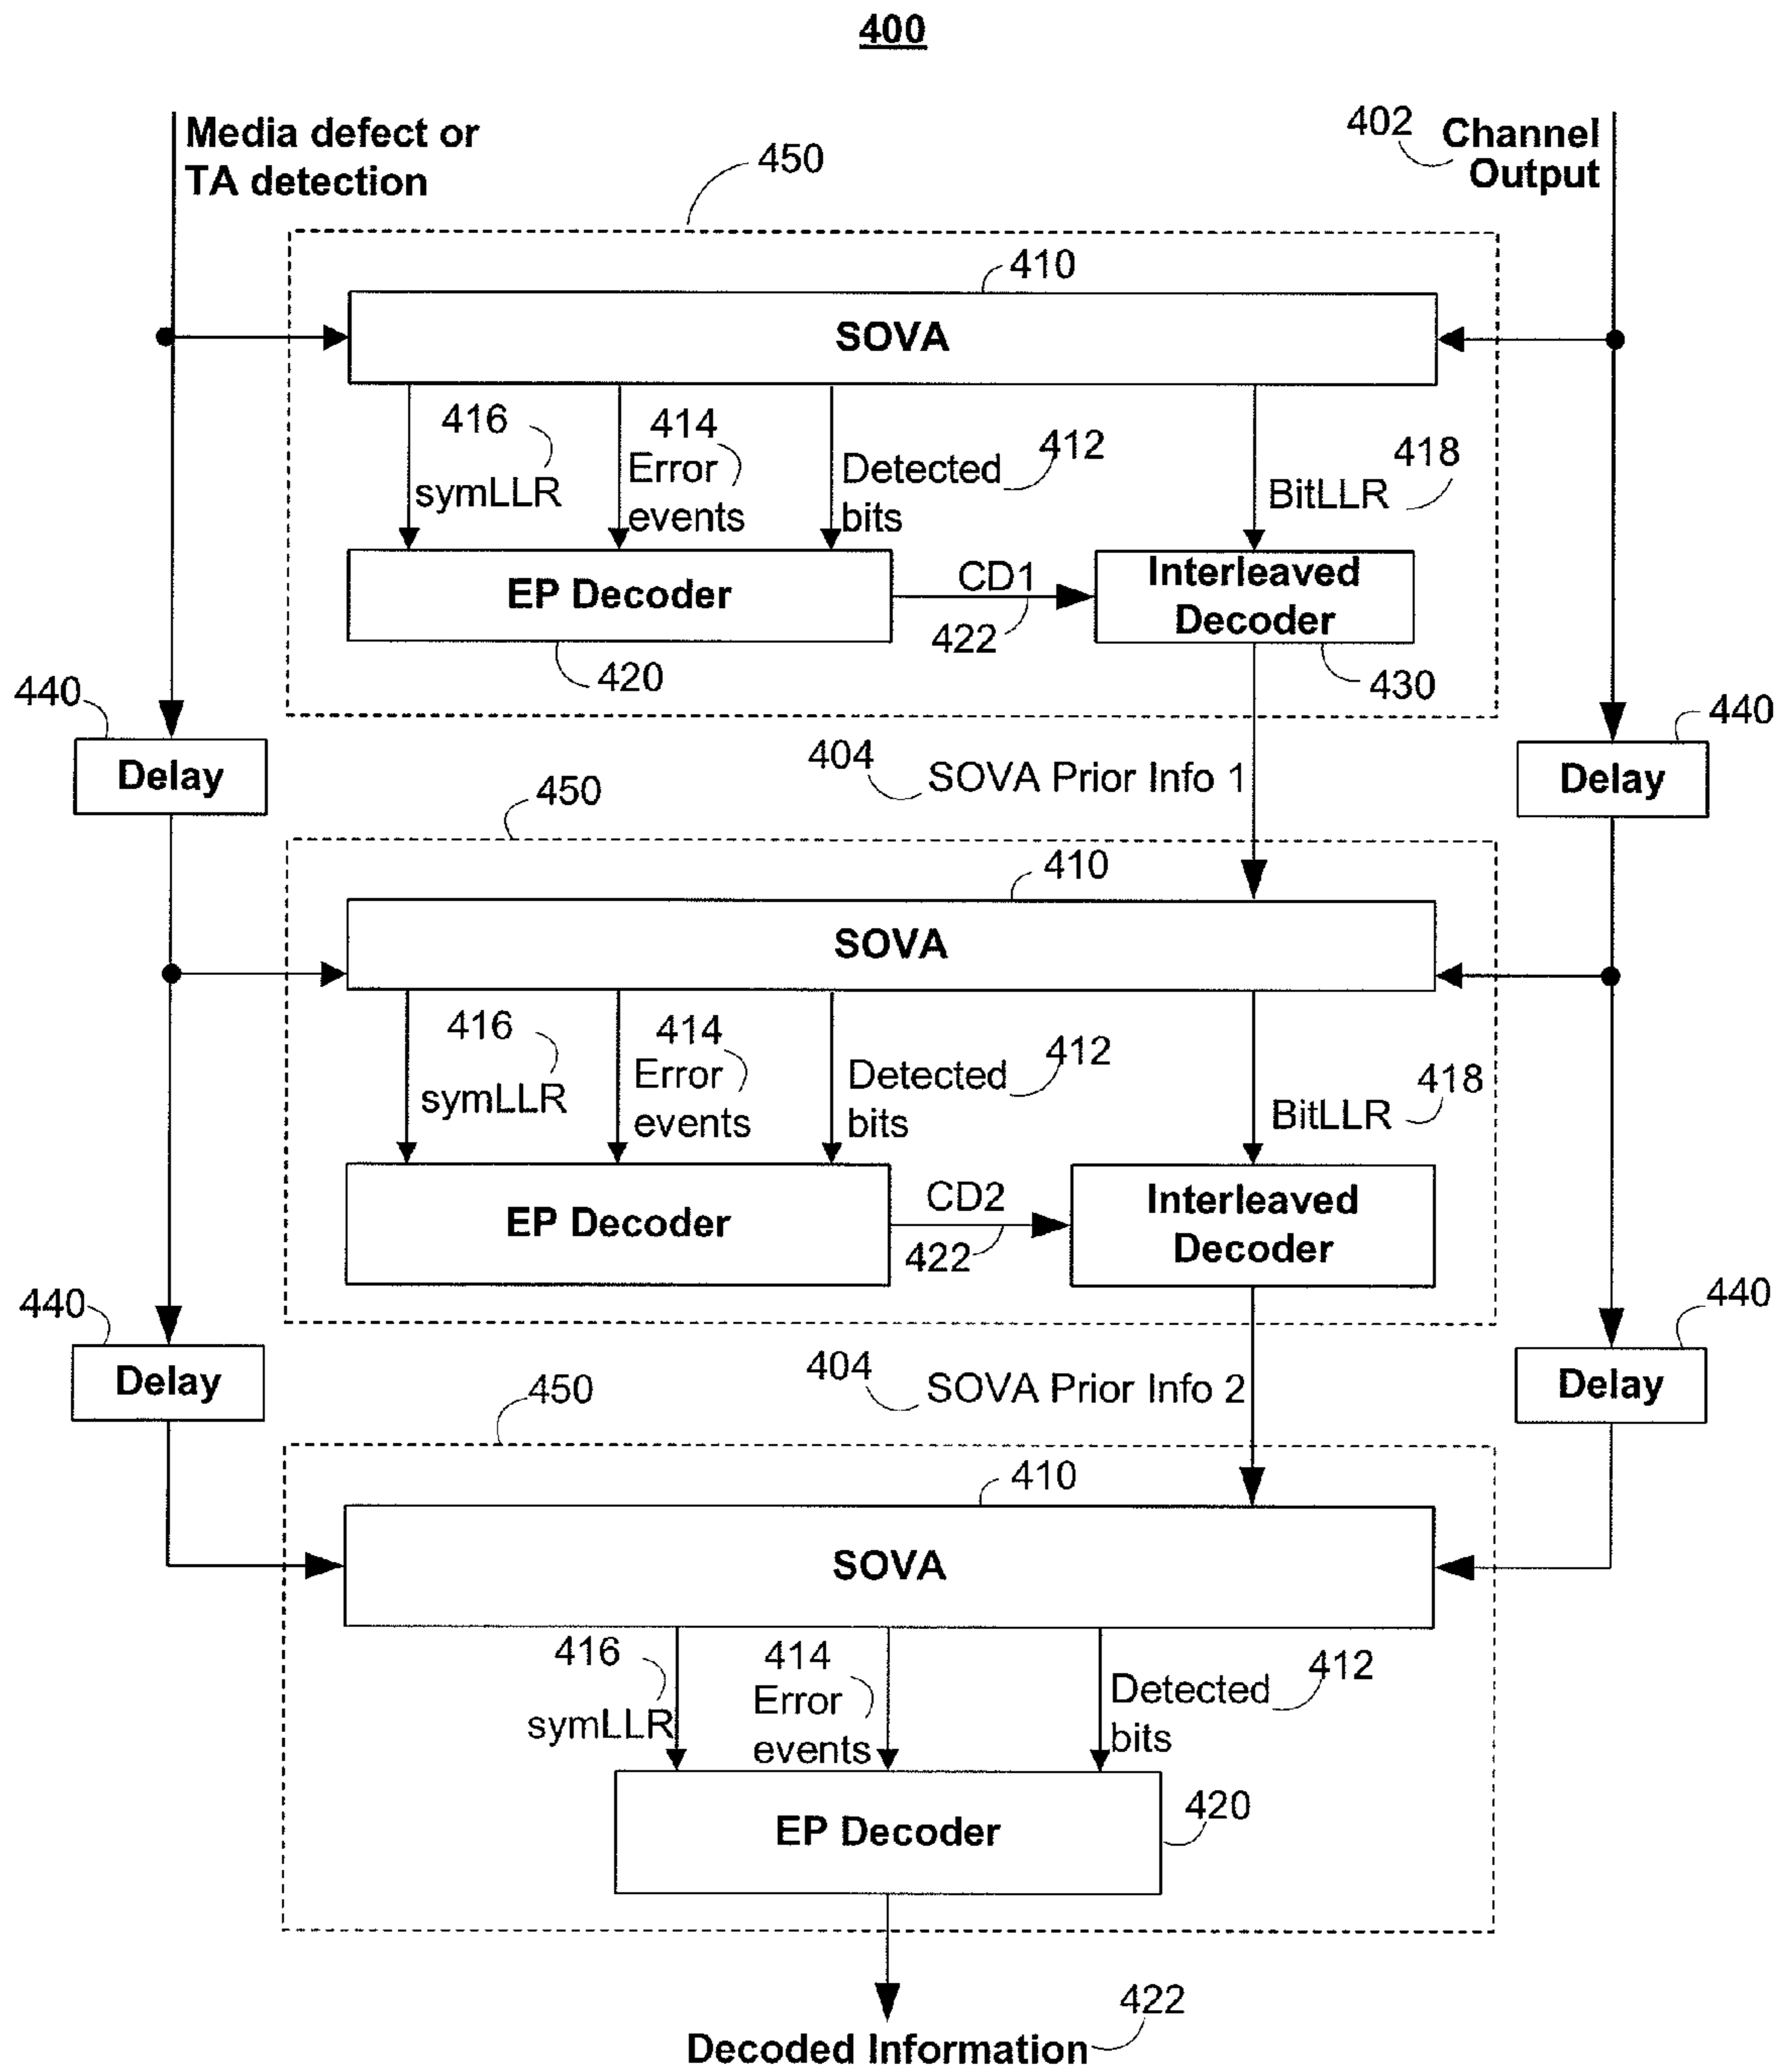 400
Media defect or
TA detection
402
Channel
Output
450
410
SOVA
416
symLLR
414
Error
events
412
Detected
bits
418
BitLLR
EP Decoder
420
CD1
422
Interleaved
Decoder
430
440
Delay
440
Delay
404
SOVA Prior Info 1
450
410
SOVA
416
symLLR
414
Error
events
412
Detected
bits
418
BitLLR
EP Decoder
CD2
422
Interleaved
Decoder
440
Delay
440
Delay
404
SOVA Prior Info 2
450
410
SOVA
416
symLLR
414
Error
events
412
Detected
bits
EP Decoder
420
422
Decoded Information